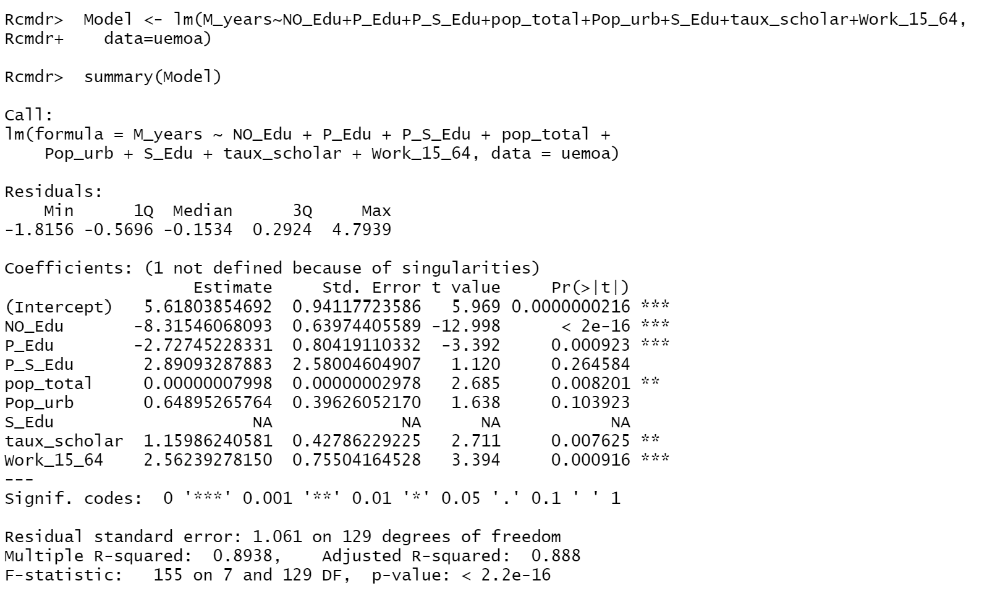 Rcmdr>  Model <- lm(M_years~NO_Edu+P_Edu+P_S_Edu+pop_total+Pop_urb+S_Edu+taux_scholar+Work_15_64,
Rcmdr+    data=uemoa)
Rcmdr>  summary(Model)
Call:
lm(formula = M_years ~ NO_Edu + P_Edu + P_S_Edu + pop_total +
    Pop_urb + S_Edu + taux_scholar + Work_15_64, data = uemoa)
Residuals:
    Min      1Q  Median      3Q     Max
-1.8156 -0.5696 -0.1534  0.2924  4.7939
Coefficients: (1 not defined because of singularities)
                   Estimate     Std. Error t value     Pr(>|t|)
(Intercept)   5.61803854692  0.94117723586   5.969 0.0000000216 ***
NO_Edu       -8.31546068093  0.63974405589 -12.998      < 2e-16 ***
P_Edu        -2.72745228331  0.80419110332  -3.392     0.000923 ***
P_S_Edu       2.89093287883  2.58004604907   1.120     0.264584
pop_total     0.00000007998  0.00000002978   2.685     0.008201 **
Pop_urb       0.64895265764  0.39626052170   1.638     0.103923
S_Edu                    NA             NA      NA           NA
taux_scholar  1.15986240581  0.42786229225   2.711     0.007625 **
Work_15_64    2.56239278150  0.75504164528   3.394     0.000916 ***
---
Signif. codes:  0 '***' 0.001 '**' 0.01 '*' 0.05 '.' 0.1 ' ' 1
Residual standard error: 1.061 on 129 degrees of freedom
Multiple R-squared:  0.8938,    Adjusted R-squared:  0.888
F-statistic:   155 on 7 and 129 DF,  p-value: < 2.2e-16